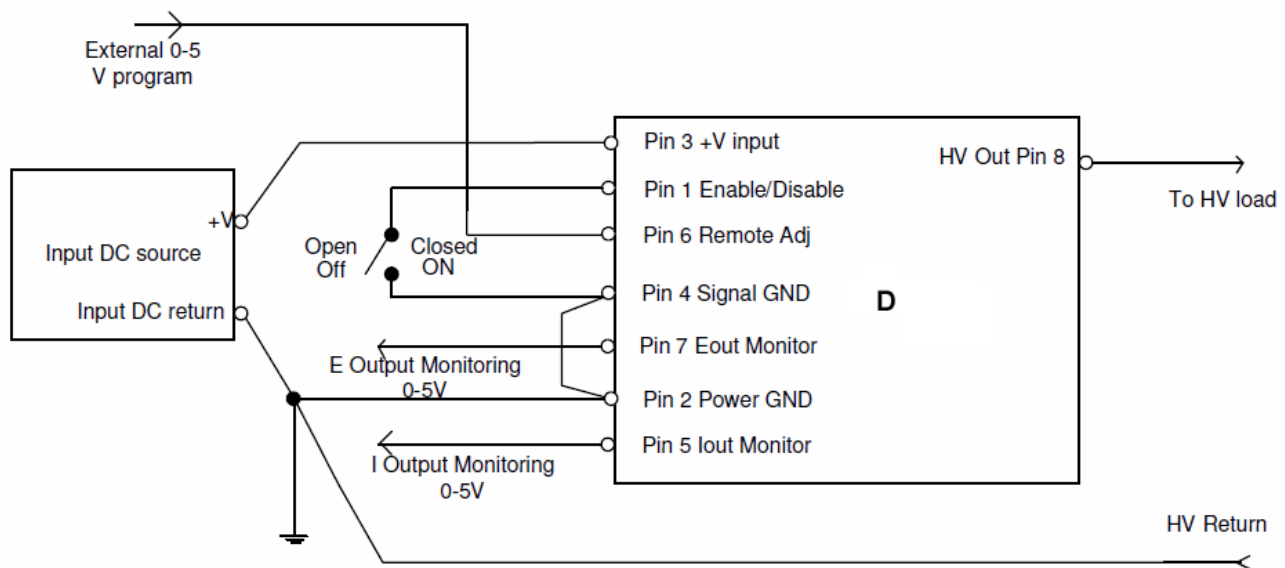 External 0-5
V program
Pin 3 +V input
HV Out Pin 8
Pin 1 Enable/Disable
To HV load
+V
Pin 6 Remote Adj
Open
Off
Closed
ON
Input DC source
Pin 4 Signal GND
D
Input DC return
Pin 7 Eout Monitor
E Output Monitoring
0-5V
Pin 2 Power GND
Pin 5 Iout Monitor
I Output Monitoring
0-5V
HV Return